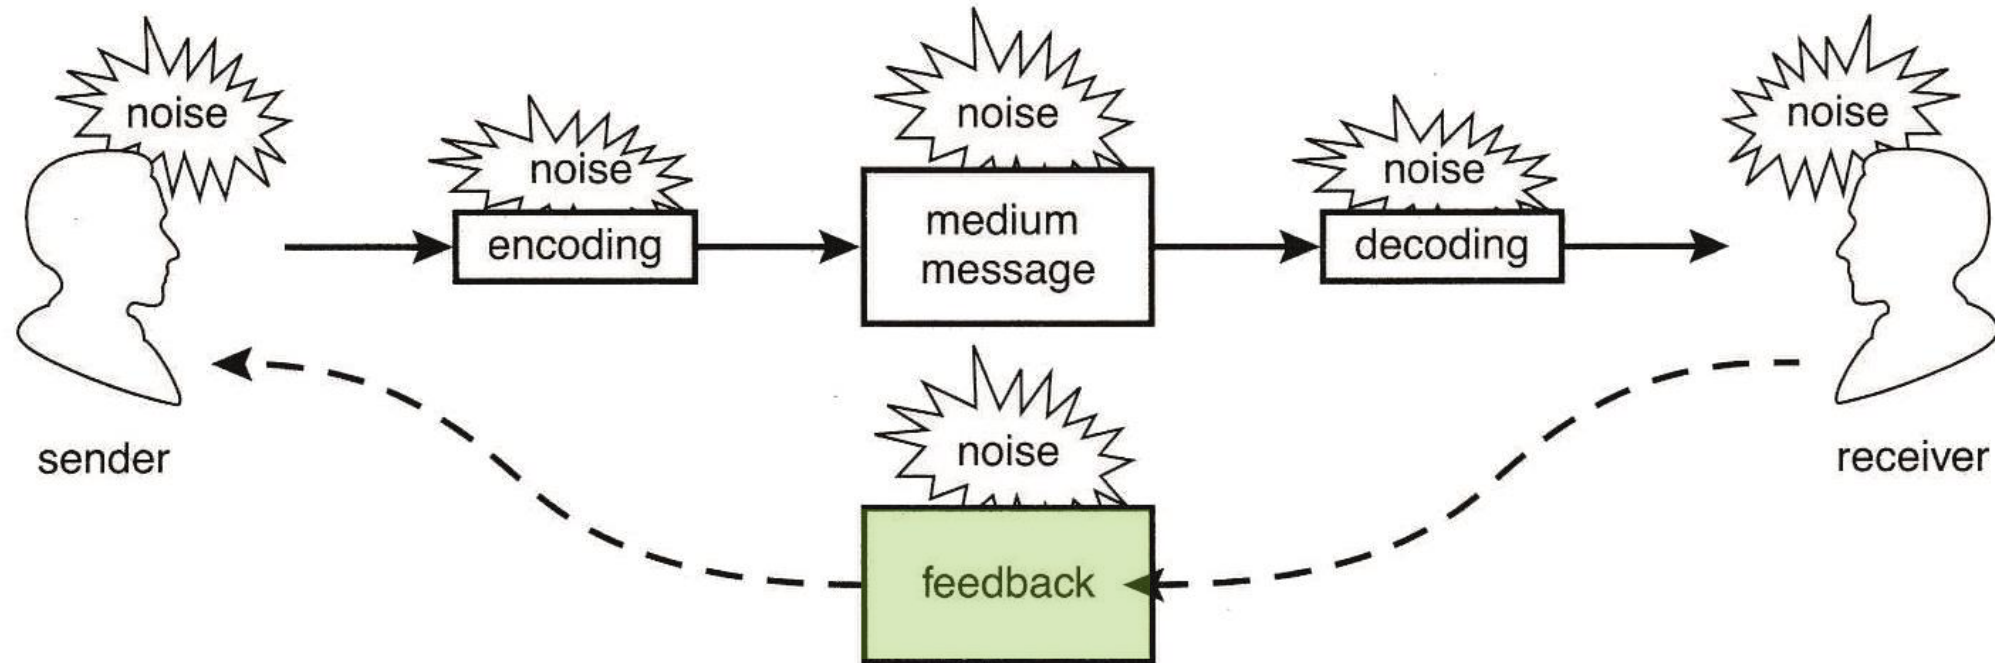 noise
noise
noise
noise
noise
encoding
medium
message
decoding
sender
noise
receiver
feedback